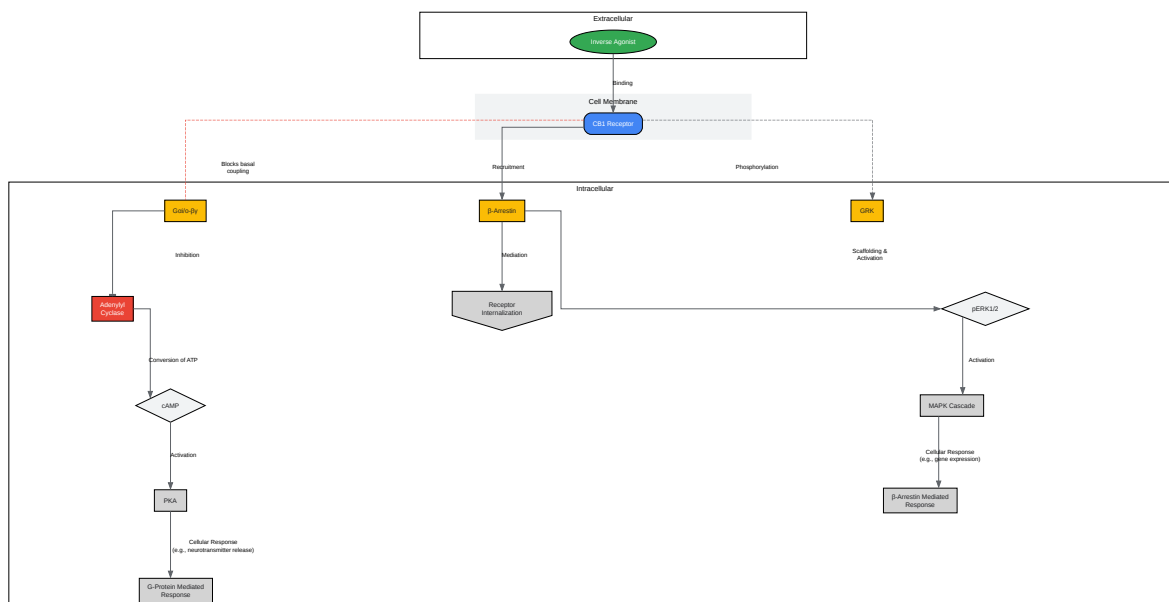 Extracellular
Inverse Agonist
Binding
Cell Membrane
CB1 Receptor
Blocks basal
coupling
Recruitment
Phosphorylation
Intracellular
Gαi/o-βγ
β-Arrestin
GRK
Inhibition
Mediation
Scaffolding &
Activation
Adenylyl
Cyclase
Receptor
Internalization
pERK1/2
Conversion of ATP
Activation
cAMP
MAPK Cascade
Activation
Cellular Response
(e.g., gene expression)
PKA
β-Arrestin Mediated
Response
Cellular Response
(e.g., neurotransmitter release)
G-Protein Mediated
Response